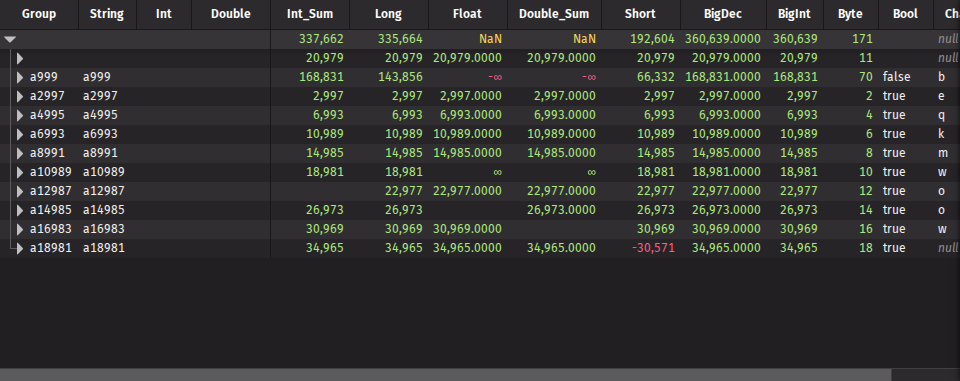 Group String Int Double Int_Sum Long Float Double_Sum Short BigDec BigInt Byte Bool Cha
337,662 335,664 NaN NaN 192,604 360,639.0000 360,639 171 null
20,979 20,979 20,979.0000 20,979.0000 20,979 20,979.0000 20,979 11 null
a999 a999 168,831 143,856 -∞ -∞ 66,332 168,831.0000 168,831 70 false b
a2997 a2997 2,997 2,997 2,997.0000 2,997.0000 2,997 2,997.0000 2,997 2 true e
a4995 a4995 6,993 6,993 6,993.0000 6,993.0000 6,993 6,993.0000 6,993 4 true q
a6993 a6993 10,989 10,989 10,989.0000 10,989.0000 10,989 10,989.0000 10,989 6 true k
a8991 a8991 14,985 14,985 14,985.0000 14,985.0000 14,985 14,985.0000 14,985 8 true m
a10989 a10989 18,981 18,981 ∞ ∞ 18,981 18,981.0000 18,981 10 true w
a12987 a12987 22,977 22,977.0000 22,977.0000 22,977 22,977.0000 22,977 12 true o
a14985 a14985 26,973 26,973 26,973.0000 26,973 26,973.0000 26,973 14 true o
a16983 a16983 30,969 30,969 30,969.0000 30,969 30,969.0000 30,969 16 true w
a18981 a18981 34,965 34,965 34,965.0000 34,965.0000 -30,571 34,965.0000 34,965 18 true null